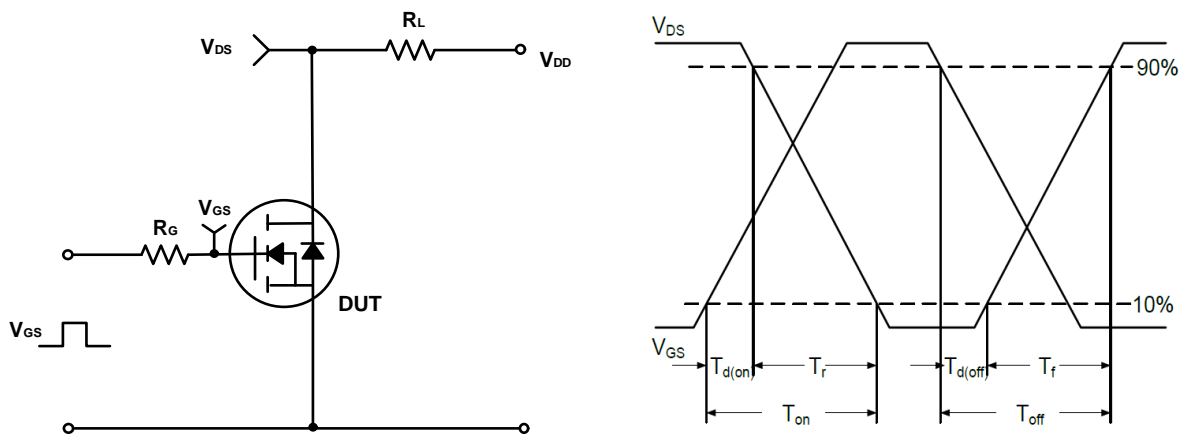 RL
VDS
VDD
VGS
RG
DUT
VGS
VDS
90%
10%
VGS
Td(on)
Tr
Td(off)
Tf
Ton
Toff